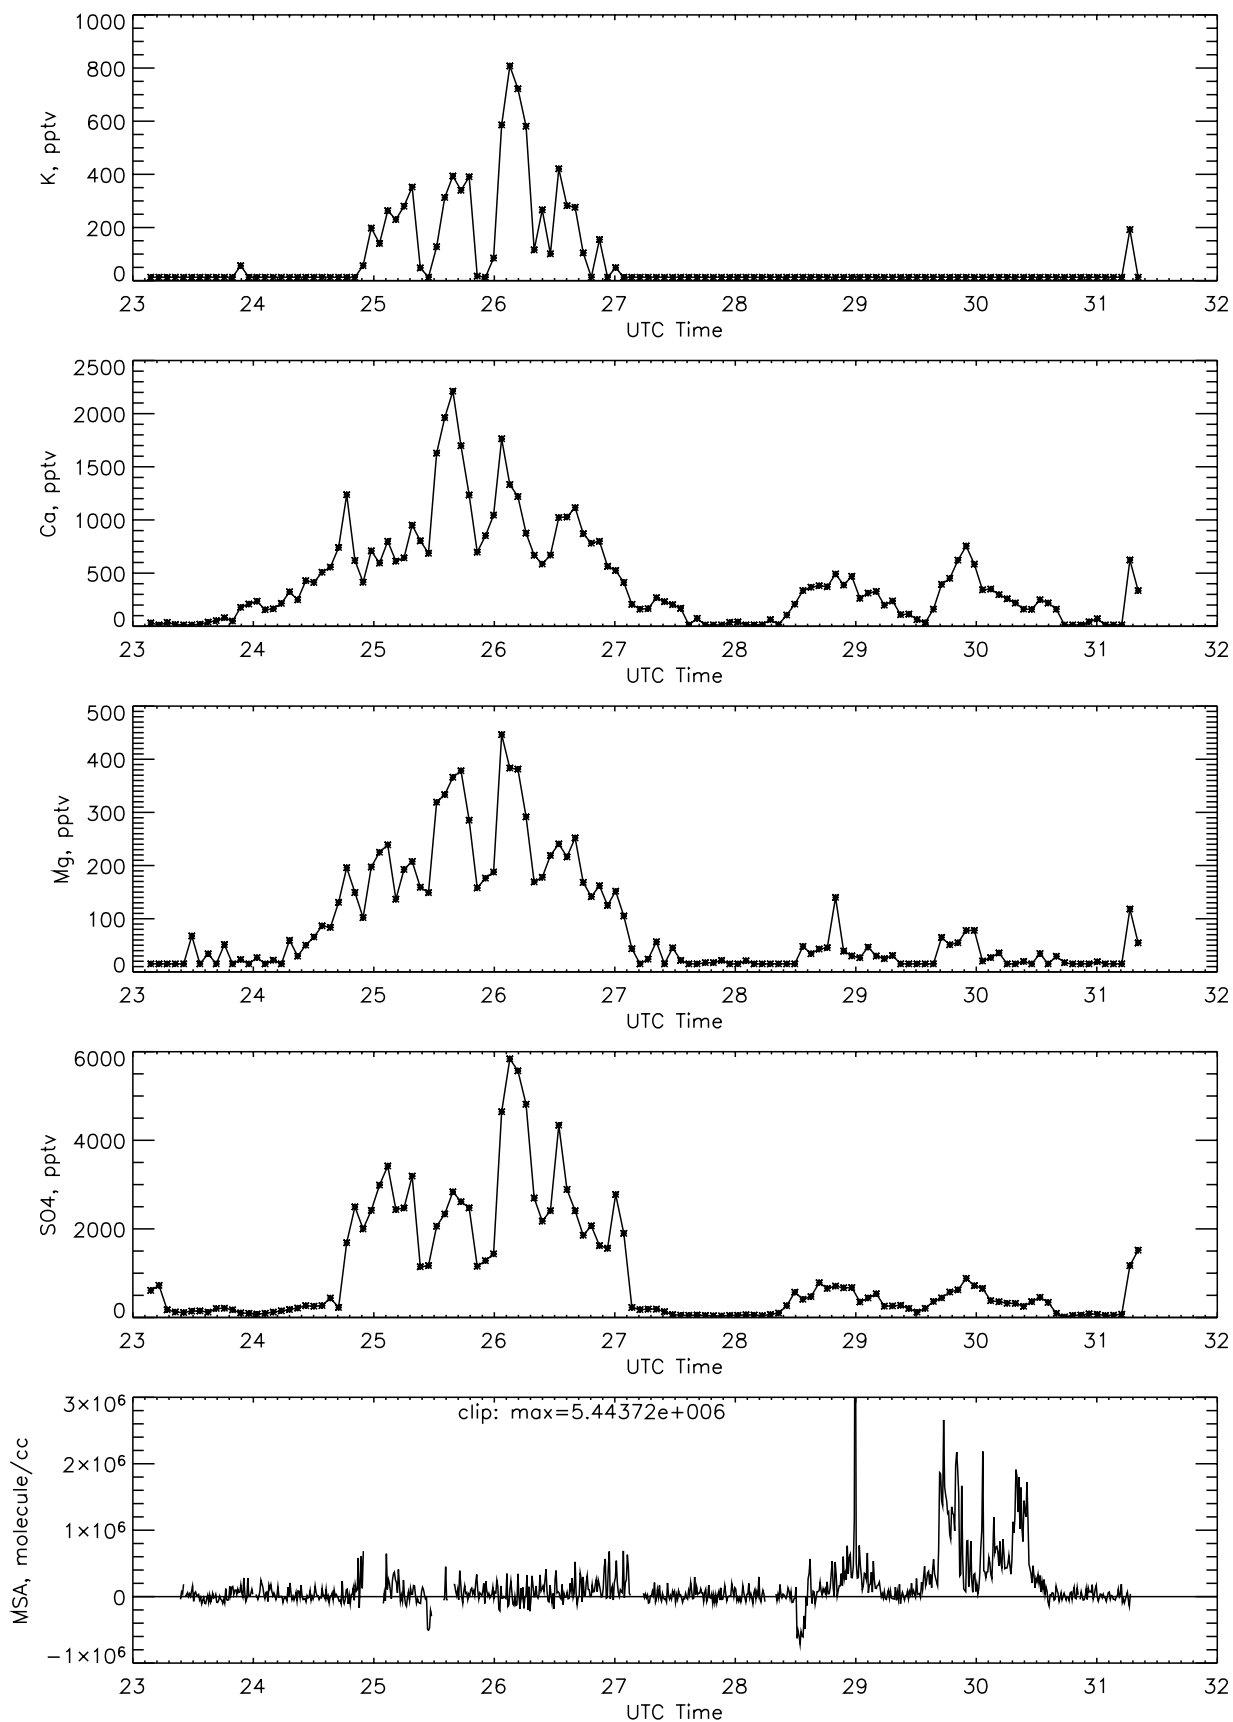 1000
800
600
400
200
0
K, pptv
23 24 25 26 27 28 29 30 31 32
UTC Time
2500
2000
1500
1000
500
0
Ca, pptv
23 24 25 26 27 28 29 30 31 32
UTC Time
500
400
300
200
100
0
Mg, pptv
23 24 25 26 27 28 29 30 31 32
UTC Time
6000
4000
2000
0
SO4, pptv
23 24 25 26 27 28 29 30 31 32
UTC Time
clip: max=5.44372e+006
3×10⁶
2×10⁶
1×10⁶
0
−1×10⁶
MSA, molecule/cc
23 24 25 26 27 28 29 30 31 32
UTC Time